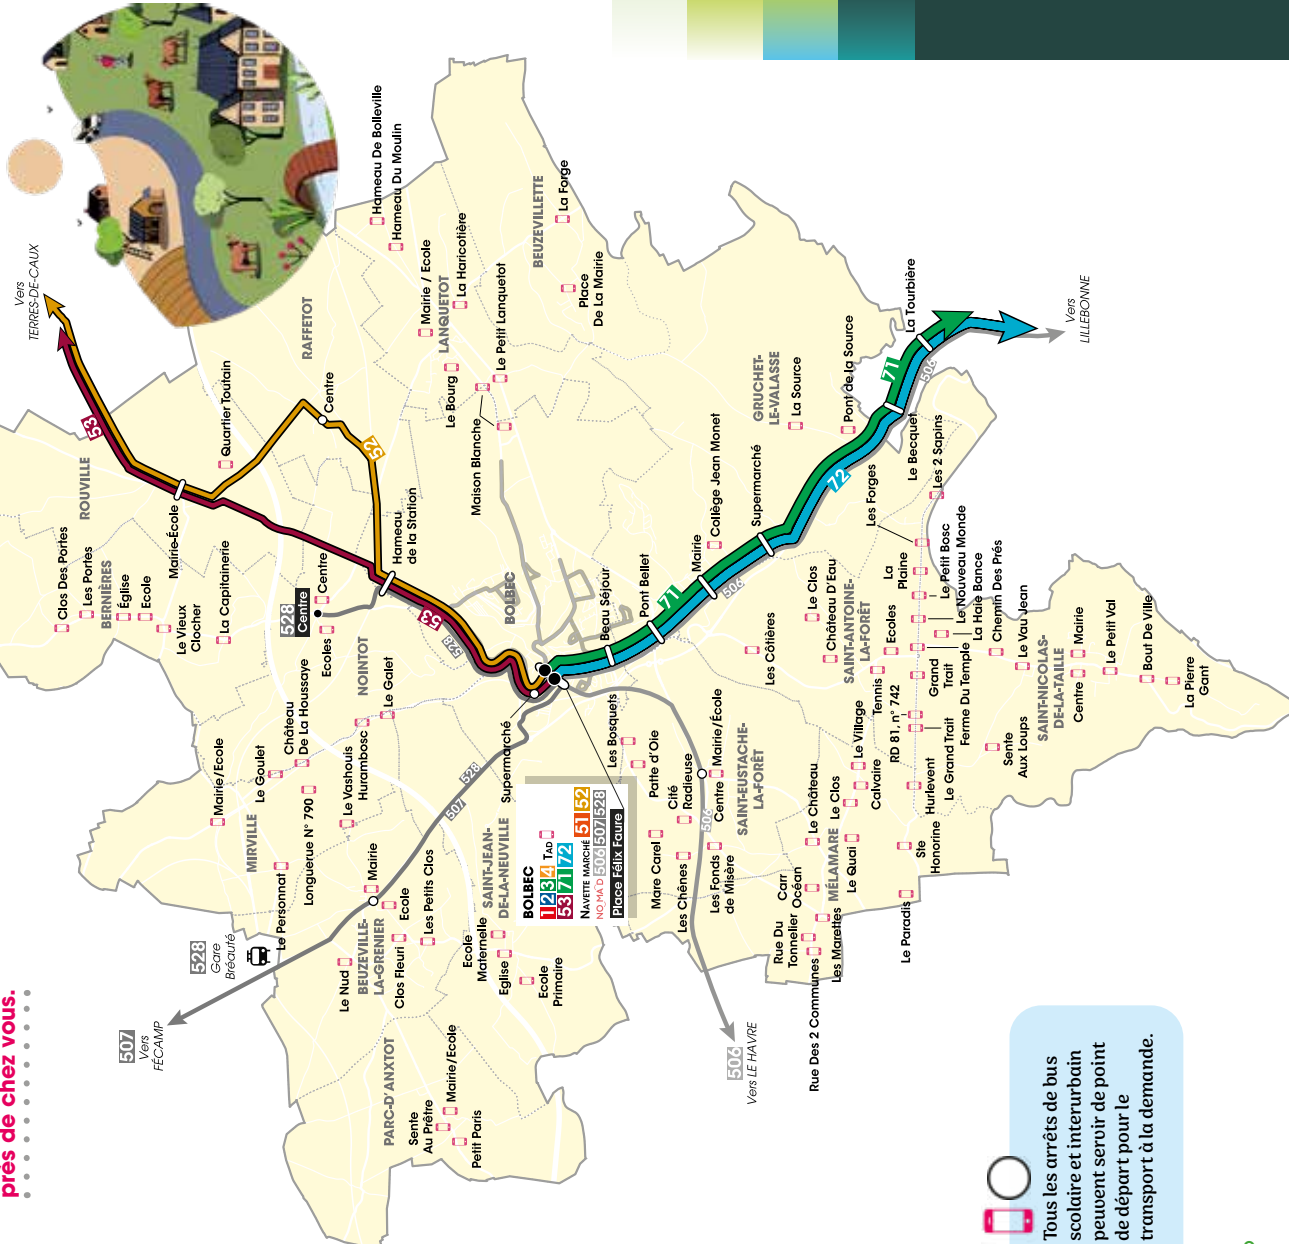 près de chez vous.
507
Vers
FÉCAMP
528
Gare
Bréauté
Vers
TERRES-DE-CAUX
53
ROUVILLE
Clos Des Portes
Les Portes
BERNIÈRES
Église
Ecole
Mairie-École
Le Vieux
Clocher
La Capitainerie
Quartier Toutain
RAFFETOT
Centre
52
Hameau
de la Station
528
Centre
Centre
Ecoles
NOINTOT
Le Galet
53
528
Hameau De Bolleville
Hameau Du Moulin
Mairie / Ecole
LANQUETOT
La Haricotière
Le Bourg
Le Petit Lanquetot
Maison Blanche
BEUZEVILLETTE
La Forge
Place
De La Mairie
Mairie/Ecole
Le Goulet
Château
De La Houssaye
MIRVILLE
Longuerue N° 790
Le Vashouis
Hurambosc
Le Personnat
Mairie
BEUZEVILLE-
LA-GRENIER
Le Nud
Ecole
Clos Fleuri
Les Petits Clos
507
528
PARC-D'ANXTOT
Sente
Au Prêtre
Mairie/Ecole
Petit Paris
SAINT-JEAN-
DE-LA-NEUVILLE
Ecole
Maternelle
Eglise
Ecole
Primaire
BOLBEC
Supermarché
BOLBEC
1 2 3 4 TAD
53 71 72
NAVETTE MARCHÉ 51 52
NOMAD 506 507 528
Place Félix Faure
Beau Séjour
Pont Bellet
71
Mairie
506
Collège Jean Monet
Supermarché
GRUCHET-
LE-VALASSE
La Source
Pont de la Source
72
71
506
La Tourbière
Vers
LILLEBONNE
Le Becquet
Les 2 Sapins
Les Forges
La
Plaine
Le Petit Bosc
Le Nouveau Monde
La Haie Bance
Chemin Des Prés
Les Côtières
Le Clos
Château D'Eau
SAINT-ANTOINE-
LA-FORÊT
Ecoles
Tennis
RD 81, n° 742
Grand
Trait
Ferme Du Temple
Le Grand Trait
Hurlevent
Le Vau Jean
SAINT-NICOLAS-
DE-LA-TAILLE
Mairie
Centre
Le Petit Val
Bout De Ville
La Pierre
Gant
Sente
Aux Loups
Les Bosquets
Patte d'Oie
Cité
Radieuse
Mairie/École
Centre
SAINT-EUSTACHE-
LA-FORÊT
506
Mare Carel
Les Chênes
Les Fonds
de Misère
Le Village
Calvaire
Le Château
Le Clos
MÉLAMARE
Le Quai
Carr
Océan
Rue Du
Tonnelier
Les Marettes
Rue Des 2 Communes
Ste
Honorine
Le Paradis
506
Vers LE HAVRE
Tous les arrêts de bus
scolaire et interurbain
peuvent servir de point
de départ pour le
transport à la demande.